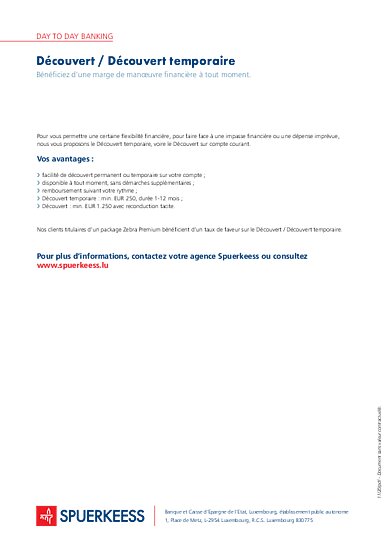 DAY TO DAY BANKING
Découvert / Découvert temporaire
Bénéficiez d'une marge de manœuvre financière à tout moment.
Pour vous permettre une certaine flexibilité financière, pour faire face à une impasse financière ou une dépense imprévue,
nous vous proposons le Découvert temporaire, voire le Découvert sur compte courant.
Vos avantages :
› facilité de découvert permanent ou temporaire sur votre compte ;
› disponible à tout moment, sans démarches supplémentaires ;
› remboursement suivant votre rythme ;
› Découvert temporaire : min. EUR 250, durée 1-12 mois ;
› Découvert : min. EUR 1.250 avec reconduction tacite.
Nos clients titulaires d'un package Zebra Premium bénéficient d'un taux de faveur sur le Découvert / Découvert temporaire.
Pour plus d'informations, contactez votre agence Spuerkeess ou consultez
www.spuerkeess.lu
SPUERKEESS
Banque et Caisse d'Epargne de l'Etat, Luxembourg, établissement public autonome
1, Place de Metz, L-2954 Luxembourg, R.C.S. Luxembourg B30775
Document sans valeur contractuelle.